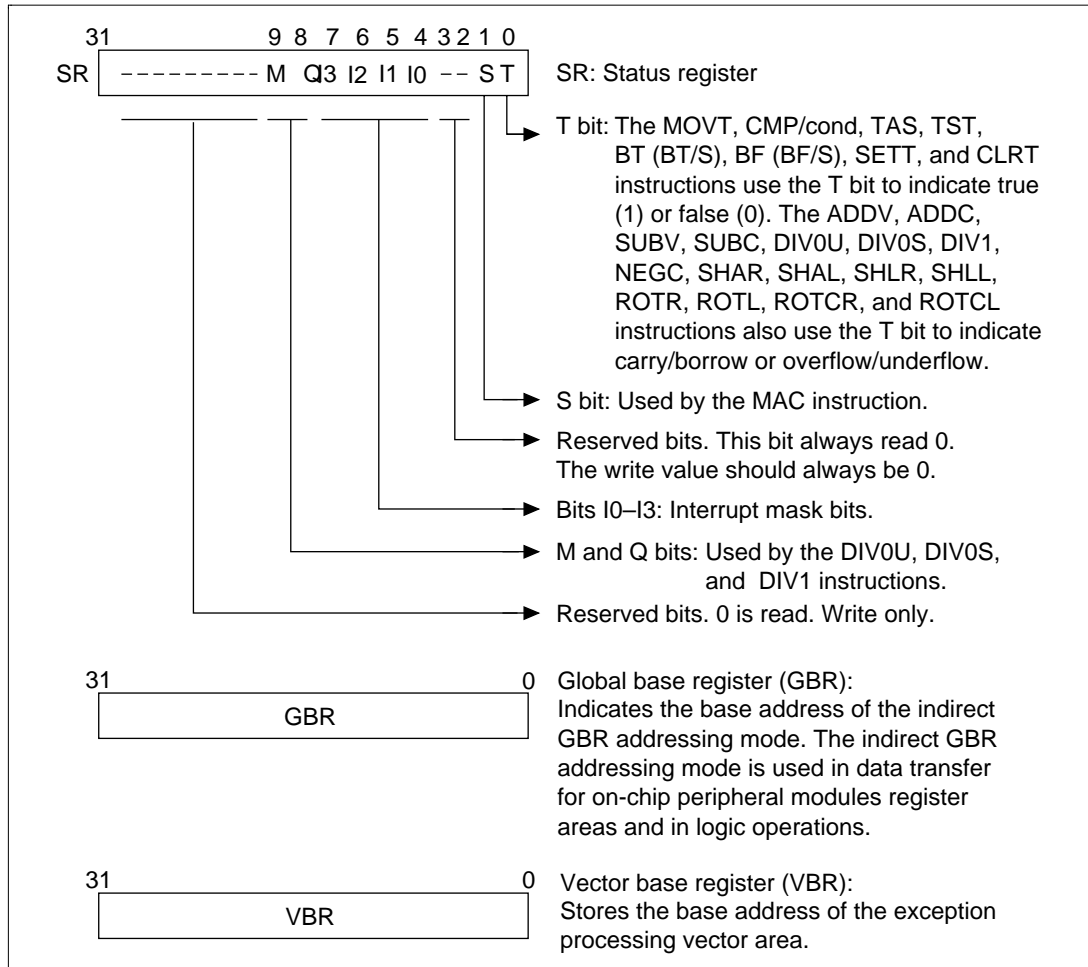 31 9 8 7 6 5 4 3 2 1 0
SR ---------- M Q I3 I2 I1 I0 -- S T SR: Status register
T bit: The MOVT, CMP/cond, TAS, TST,
BT (BT/S), BF (BF/S), SETT, and CLRT
instructions use the T bit to indicate true
(1) or false (0). The ADDV, ADDC,
SUBV, SUBC, DIV0U, DIV0S, DIV1,
NEGC, SHAR, SHAL, SHLR, SHLL,
ROTR, ROTL, ROTCR, and ROTCL
instructions also use the T bit to indicate
carry/borrow or overflow/underflow.
S bit: Used by the MAC instruction.
Reserved bits. This bit always read 0.
The write value should always be 0.
Bits I0–I3: Interrupt mask bits.
M and Q bits: Used by the DIV0U, DIV0S,
and DIV1 instructions.
Reserved bits. 0 is read. Write only.
31 0 Global base register (GBR):
GBR Indicates the base address of the indirect
GBR addressing mode. The indirect GBR
addressing mode is used in data transfer
for on-chip peripheral modules register
areas and in logic operations.
31 0 Vector base register (VBR):
VBR Stores the base address of the exception
processing vector area.